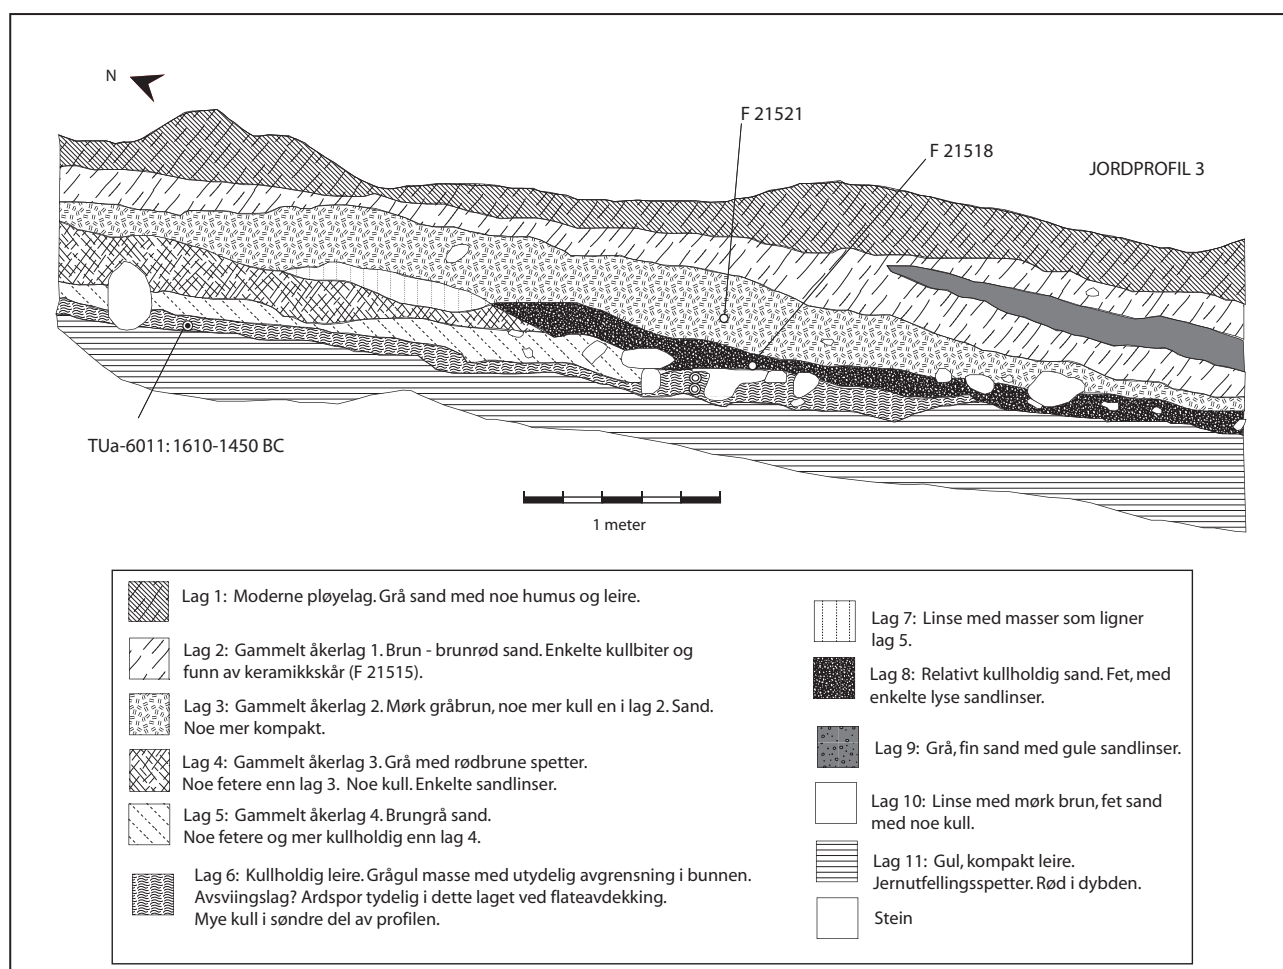 N
F 21521
F 21518
JORDPROFIL 3
TUa-6011: 1610-1450 BC
1 meter
Lag 1: Moderne pløyelag. Grå sand med noe humus og leire.
Lag 2: Gammelt åkerlag 1. Brun - brunrød sand. Enkelte kullbiter og
funn av keramikkskår (F 21515).
Lag 3: Gammelt åkerlag 2. Mørk gråbrun, noe mer kull en i lag 2. Sand.
Noe mer kompakt.
Lag 4: Gammelt åkerlag 3. Grå med rødbrune spetter.
Noe fetere enn lag 3. Noe kull. Enkelte sandlinser.
Lag 5: Gammelt åkerlag 4. Brungrå sand.
Noe fetere og mer kullholdig enn lag 4.
Lag 6: Kullholdig leire. Grågul masse med utydelig avgrensning i bunnen.
Avsviingslag? Ardspor tydelig i dette laget ved flateavdekking.
Mye kull i søndre del av profilen.
Lag 7: Linse med masser som ligner
lag 5.
Lag 8: Relativt kullholdig sand. Fet, med
enkelte lyse sandlinser.
Lag 9: Grå, fin sand med gule sandlinser.
Lag 10: Linse med mørk brun, fet sand
med noe kull.
Lag 11: Gul, kompakt leire.
Jernutfellingsspetter. Rød i dybden.
Stein